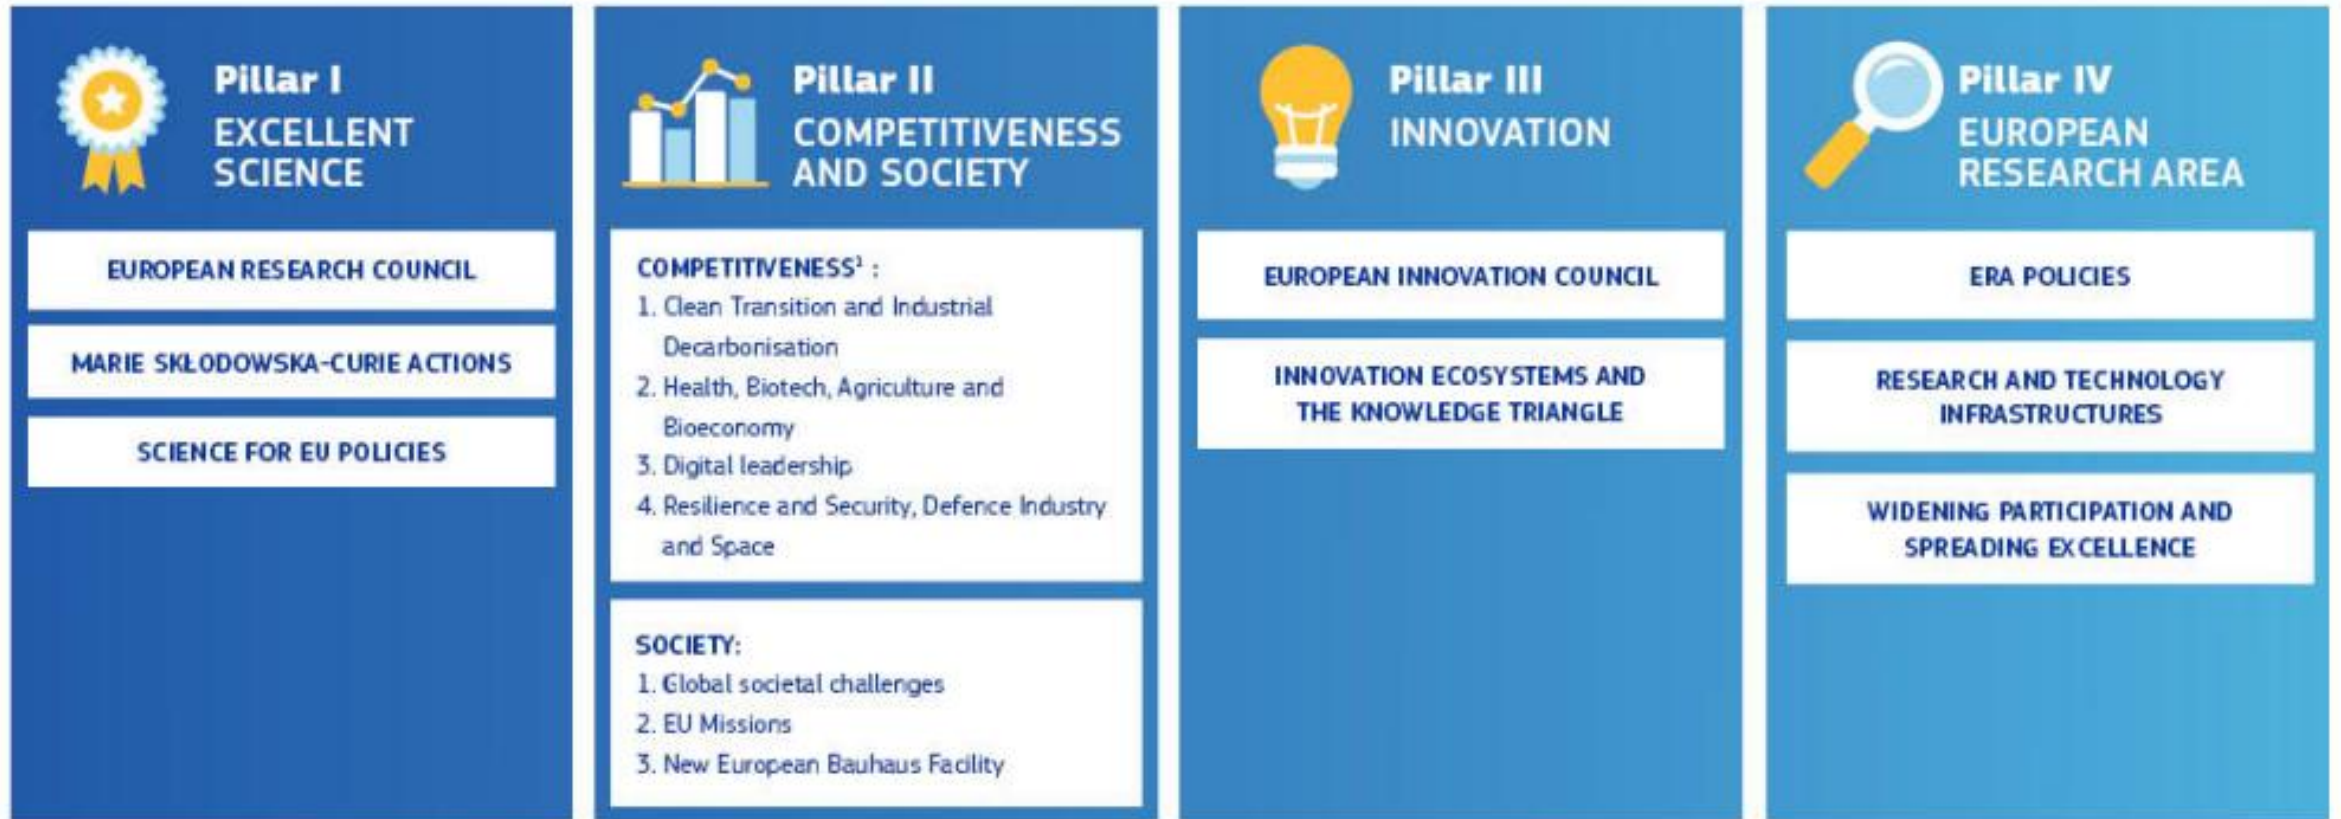 Pillar I
EXCELLENT
SCIENCE
EUROPEAN RESEARCH COUNCIL
MARIE SKŁODOWSKA-CURIE ACTIONS
SCIENCE FOR EU POLICIES
Pillar II
COMPETITIVENESS
AND SOCIETY
COMPETITIVENESS¹ :
1. Clean Transition and Industrial
Decarbonisation
2. Health, Biotech, Agriculture and
Bioeconomy
3. Digital leadership
4. Resilience and Security, Defence Industry
and Space
SOCIETY:
1. Global societal challenges
2. EU Missions
3. New European Bauhaus Facility
Pillar III
INNOVATION
EUROPEAN INNOVATION COUNCIL
INNOVATION ECOSYSTEMS AND
THE KNOWLEDGE TRIANGLE
Pillar IV
EUROPEAN
RESEARCH AREA
ERA POLICIES
RESEARCH AND TECHNOLOGY
INFRASTRUCTURES
WIDENING PARTICIPATION AND
SPREADING EXCELLENCE